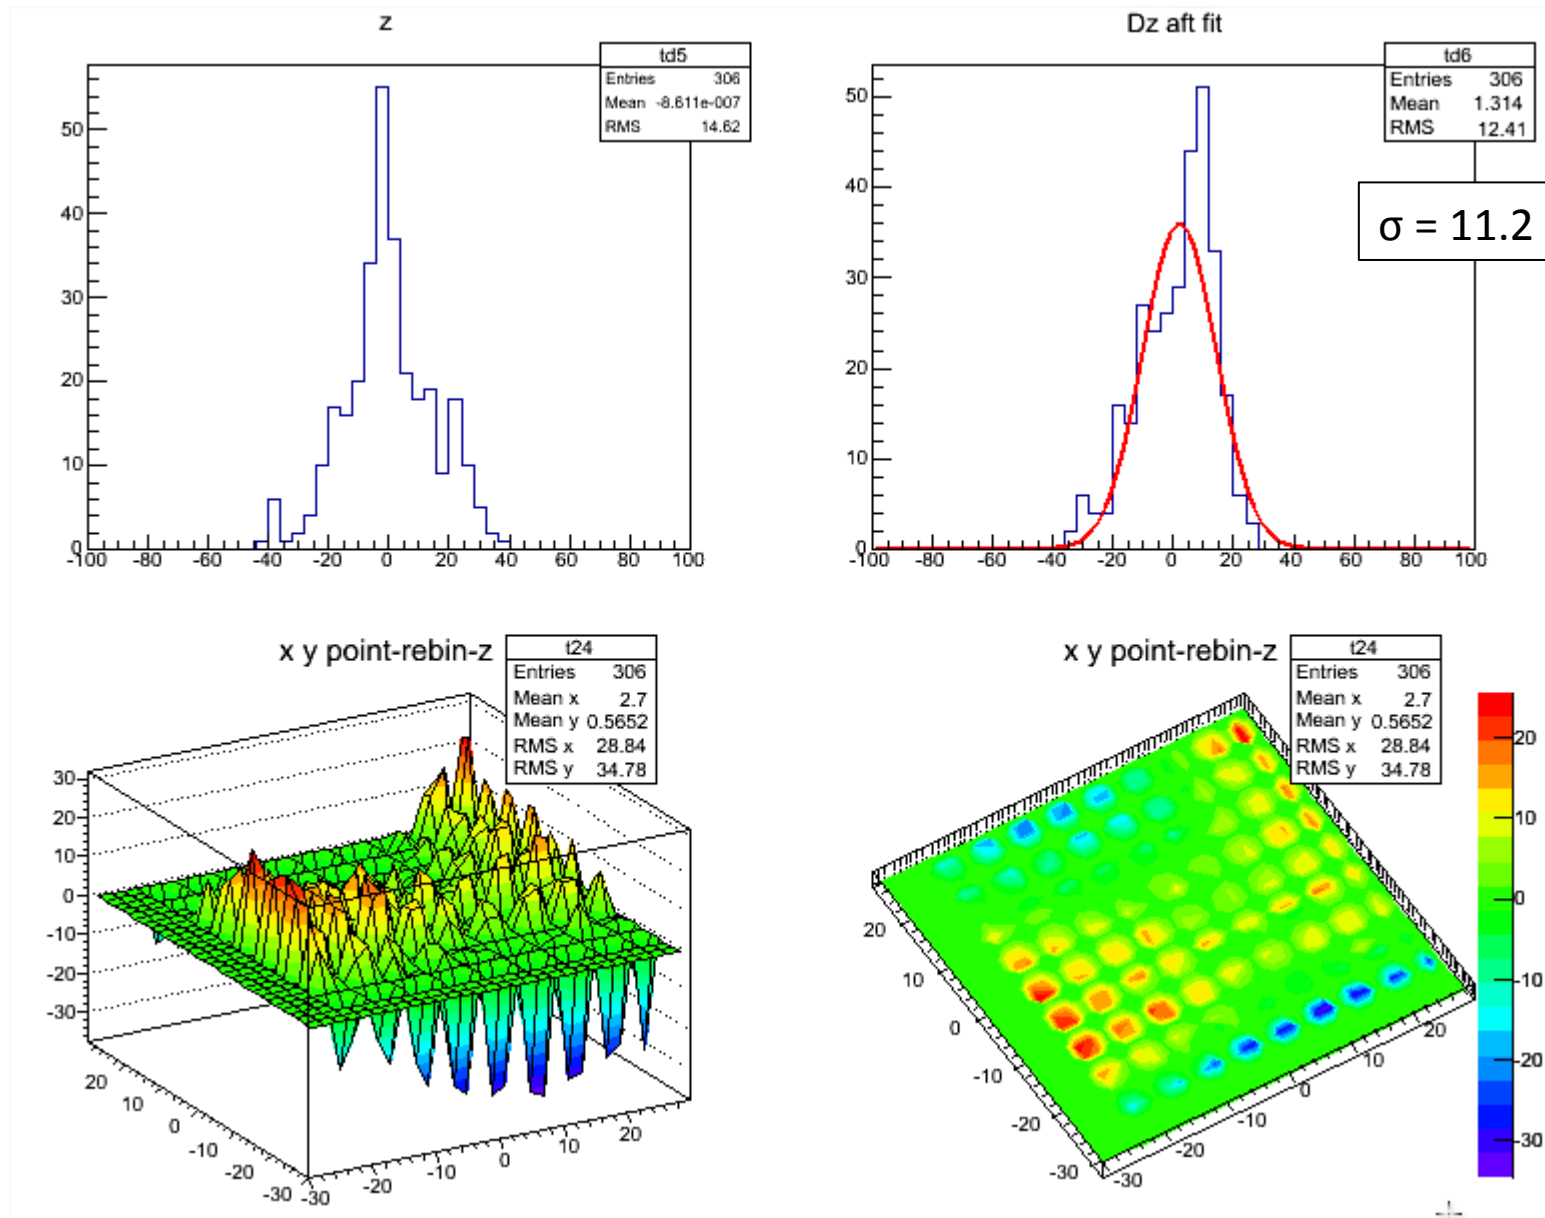 z
td5
Entries 306
Mean -8.611e-007
RMS 14.62
50
40
30
20
10
0
-100 -80 -60 -40 -20 0 20 40 60 80 100
Dz aft fit
td6
Entries 306
Mean 1.314
RMS 12.41
σ = 11.2
50
40
30
20
10
0
-100 -80 -60 -40 -20 0 20 40 60 80 100
x y point-rebin-z
t24
Entries 306
Mean x 2.7
Mean y 0.5652
RMS x 28.84
RMS y 34.78
30
20
10
0
-10
-20
-30
20
10
0
-10
-20
-30
-30 -20 -10 0 10 20
x y point-rebin-z
t24
Entries 306
Mean x 2.7
Mean y 0.5652
RMS x 28.84
RMS y 34.78
20
10
0
-10
-20
-30
-30 -20 -10 0 10 20
20
10
0
-10
-20
-30